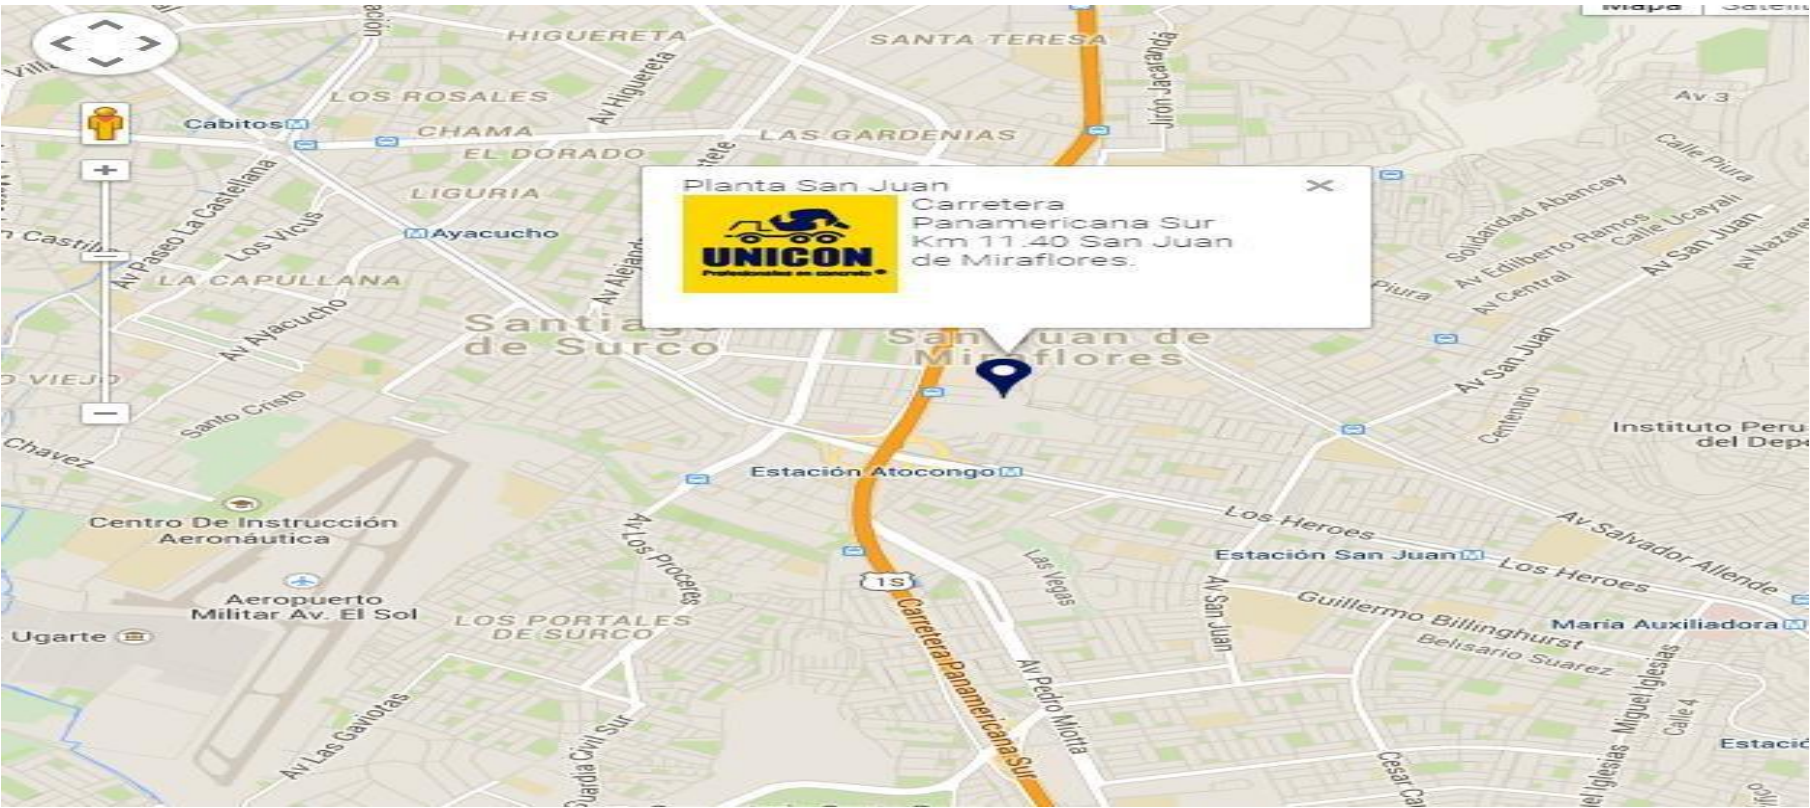 Mapa
HIGUERETA
SANTA TERESA
Jirón Jacarandá
Av Higuereta
LOS ROSALES
Av 3
Cabitos
CHAMA
LAS GARDENIAS
EL DORADO
Calle Piura
Av Paseo La Castellana
LIGURIA
Los Vicus
Ayacucho
Planta San Juan
Carretera
Panamericana Sur
Km 11:40 San Juan
de Miraflores.
UNICON
Profesionales en concreto
Solidaridad Abancay
Av Edilberto Ramos
Calle Ucayali
Av San Juan
Av Central
Piura
LA CAPULLANA
Av Ayacucho
Santiago
de Surco
San Juan de
Miraflores
Av San Juan
Santo Cristo
Centenario
Instituto Peru
Chavez
Estación Atocongo
Centro De Instrucción
Aeronáutica
Av Los Proceres
Los Heroes
Av Salvador Allende
Estación San Juan
Los Heroes
Las Vegas
1S
Av San Juan
Aeropuerto
Militar Av. El Sol
LOS PORTALES
DE SURCO
Guillermo Billinghurst
Maria Auxiliadora
Ugarte
Belisario Suarez
Carretera Panamericana Sur
Av Pedro Miotta
Miguel Iglesias
Calle 4
Av Las Gaviotas
Guardia Civil Sur